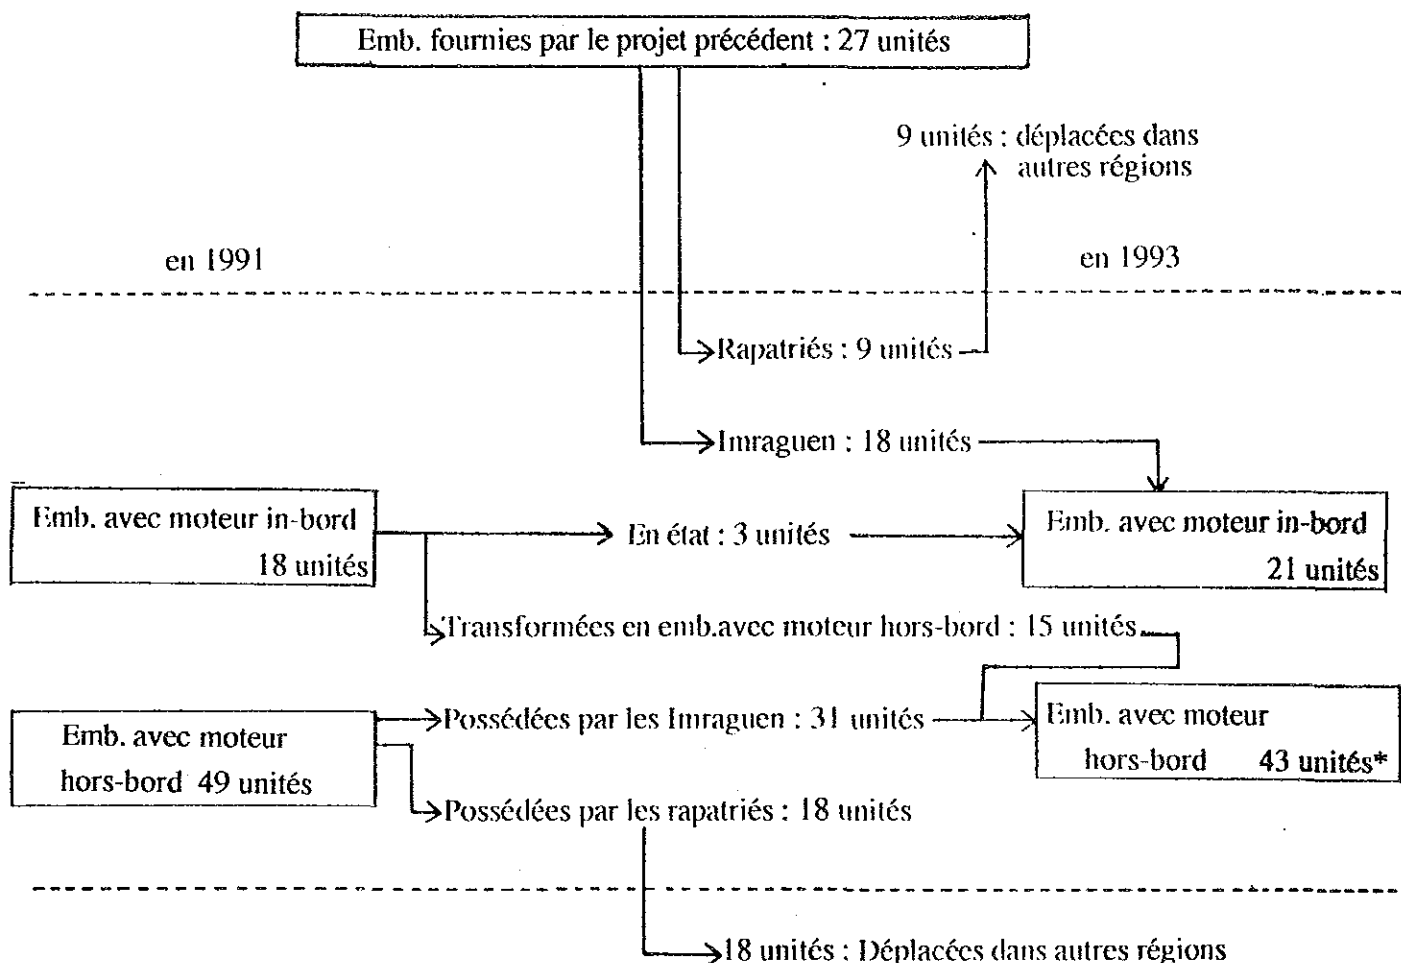 Emb. fournies par le projet précédent : 27 unités
9 unités : déplacées dans
autres régions
en 1991
en 1993
Rapatriés : 9 unités
Imraguen : 18 unités
Emb. avec moteur in-bord
18 unités
En état : 3 unités
Emb. avec moteur in-bord
21 unités
Transformées en emb.avec moteur hors-bord : 15 unités
Emb. avec moteur
hors-bord 49 unités
Possédées par les Imraguen : 31 unités
Emb. avec moteur
hors-bord 43 unités*
Possédées par les rapatriés : 18 unités
18 unités : Déplacées dans autres régions